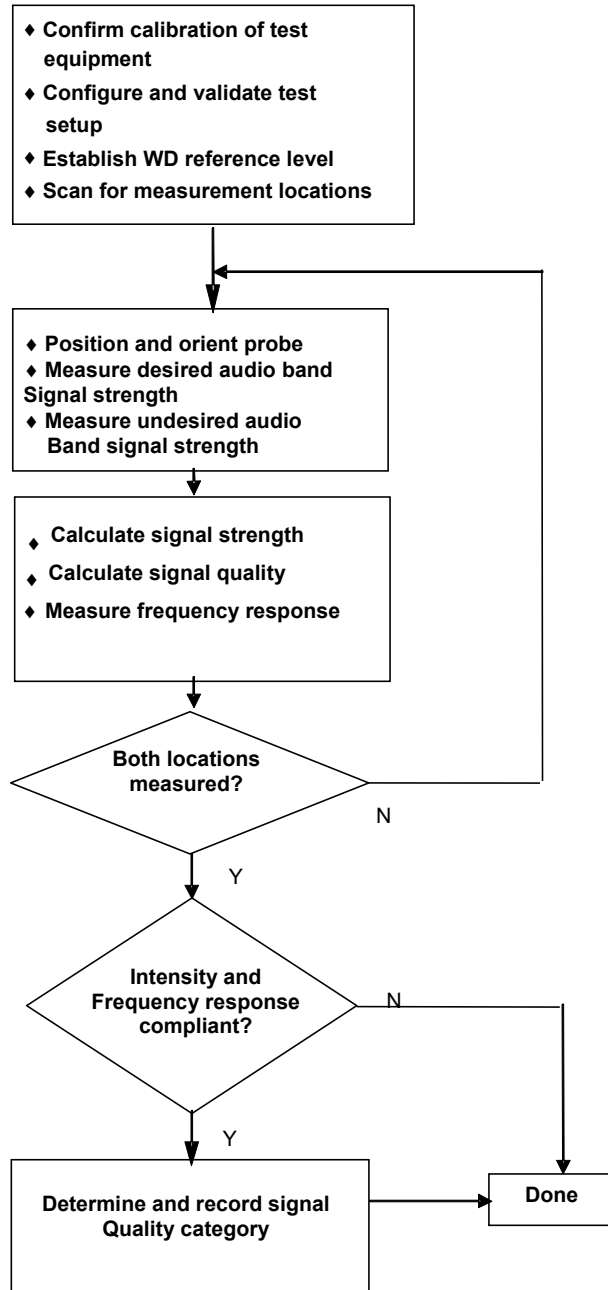 ♦ Confirm calibration of test
equipment
♦ Configure and validate test
setup
♦ Establish WD reference level
♦ Scan for measurement locations
♦ Position and orient probe
♦ Measure desired audio band
Signal strength
♦ Measure undesired audio
Band signal strength
♦ Calculate signal strength
♦ Calculate signal quality
♦ Measure frequency response
Both locations
measured?
N
Y
Intensity and
Frequency response
compliant?
N
Y
Determine and record signal
Quality category
Done